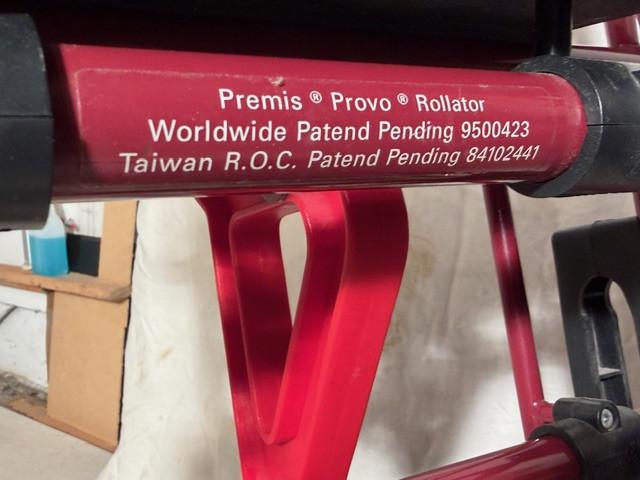 Premis ® Provo ® Rollator
Worldwide Patend Pending 9500423
Taiwan R.O.C. Patend Pending 84102441